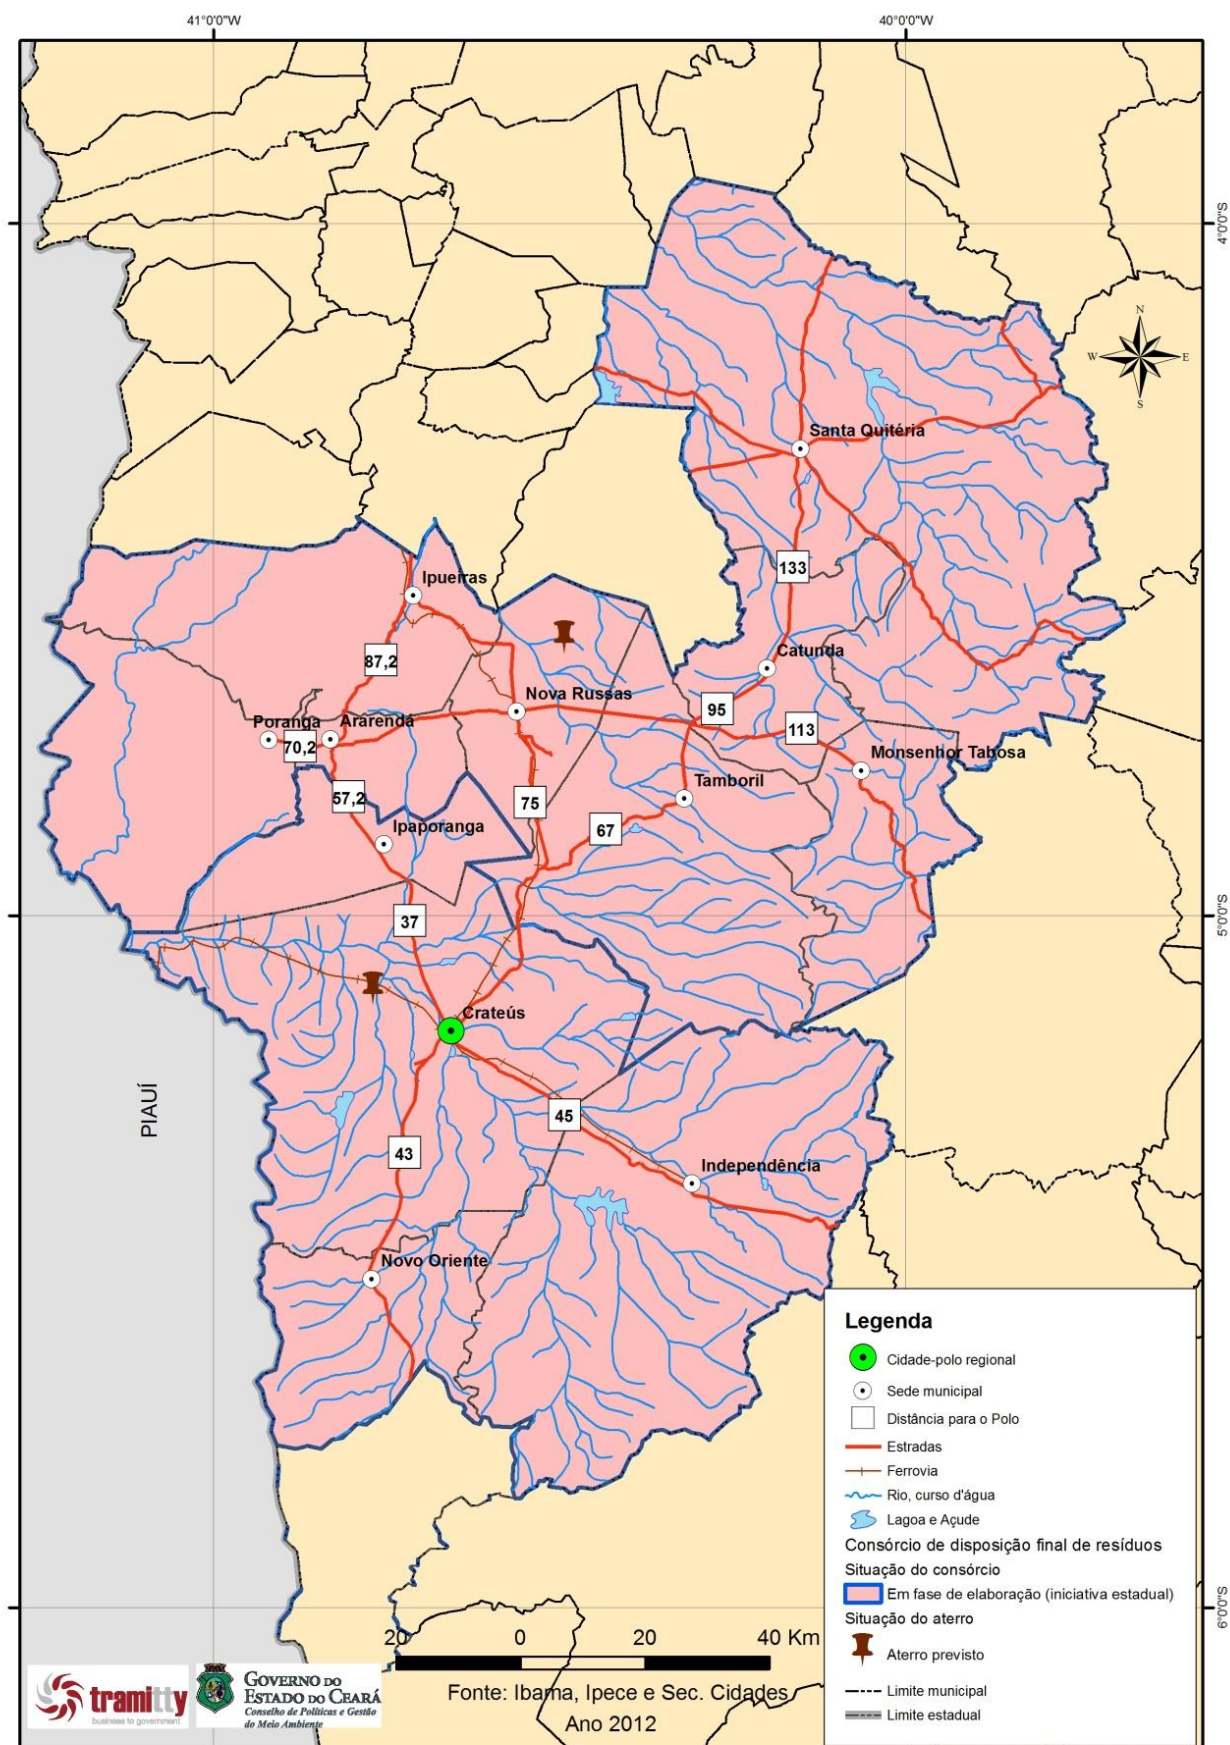 41°0'0"W
40°0'0"W
4°0'0"S
N
W
E
S
Santa Quitéria
133
Ipueiras
87,2
Catunda
Nova Russas
95
Poranga
Ararendá
113
70,2
Monsenhor Tabosa
57,2
75
Tamboril
Ipaporanga
67
37
5°0'0"S
Crateús
PIAUÍ
45
43
Independência
Novo Oriente
Legenda
Cidade-polo regional
Sede municipal
Distância para o Polo
Estradas
Ferrovia
Rio, curso d'água
Lagoa e Açude
Consórcio de disposição final de resíduos
Situação do consórcio
Em fase de elaboração (iniciativa estadual)
Situação do aterro
Aterro previsto
Limite municipal
Limite estadual
6°0'0"S
20 0 20 40 Km
Fonte: Ibama, Ipece e Sec. Cidades
Ano 2012
tramitty
business to government
GOVERNO DO
ESTADO DO CEARÁ
Conselho de Políticas e Gestão
do Meio Ambiente